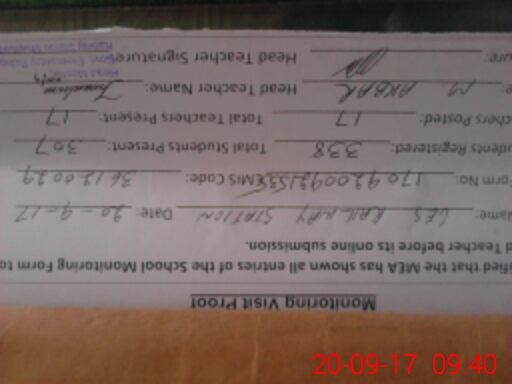 Monitoring Visit Proof
ified that the MEA has shown all entries of the School Monitoring Form to
d Teacher before its online submission.
ame: GES RAILWAY STATION Date: 20-9-17
Form No: EMIS Code: 36120029
udents Registered: 338 Total Students Present: 307
chers Posted: 17 Total Teachers Present: 17
e: M AKBAR Head Teacher Name:
ure: Head Teacher Signature
20-09-17 09:40